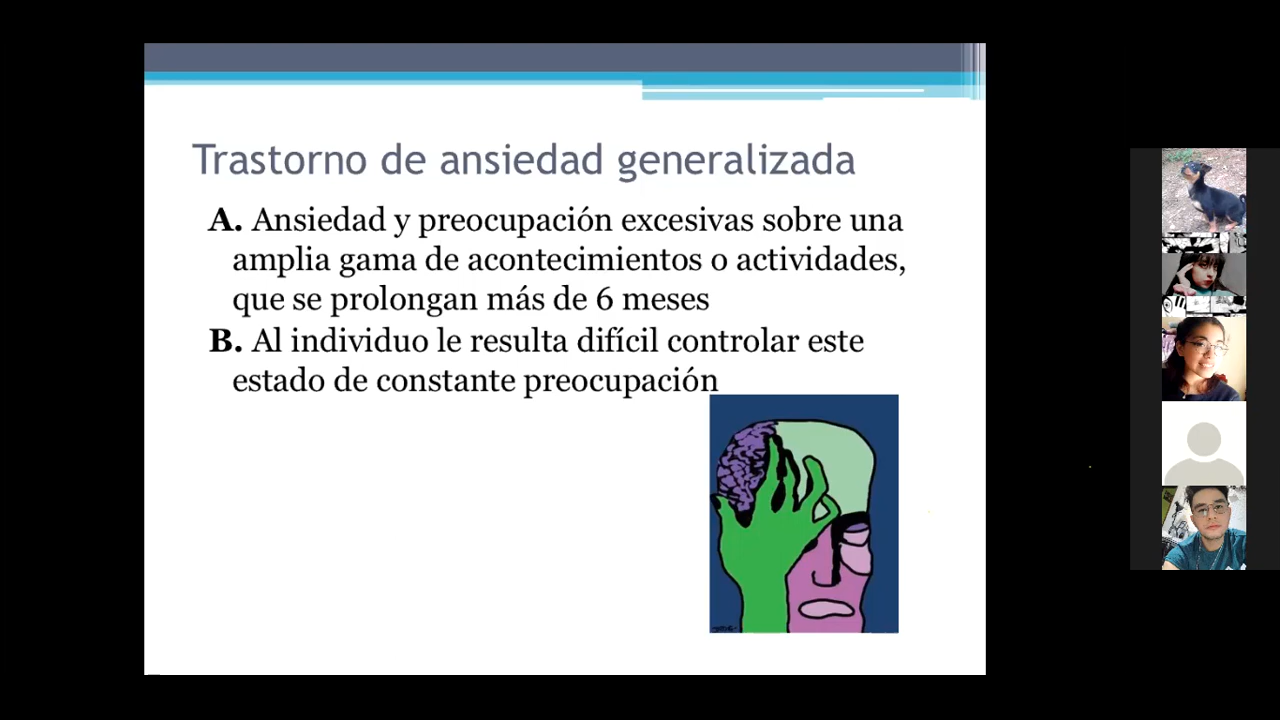 Trastorno de ansiedad generalizada
A. Ansiedad y preocupación excesivas sobre una
amplia gama de acontecimientos o actividades,
que se prolongan más de 6 meses
B. Al individuo le resulta difícil controlar este
estado de constante preocupación